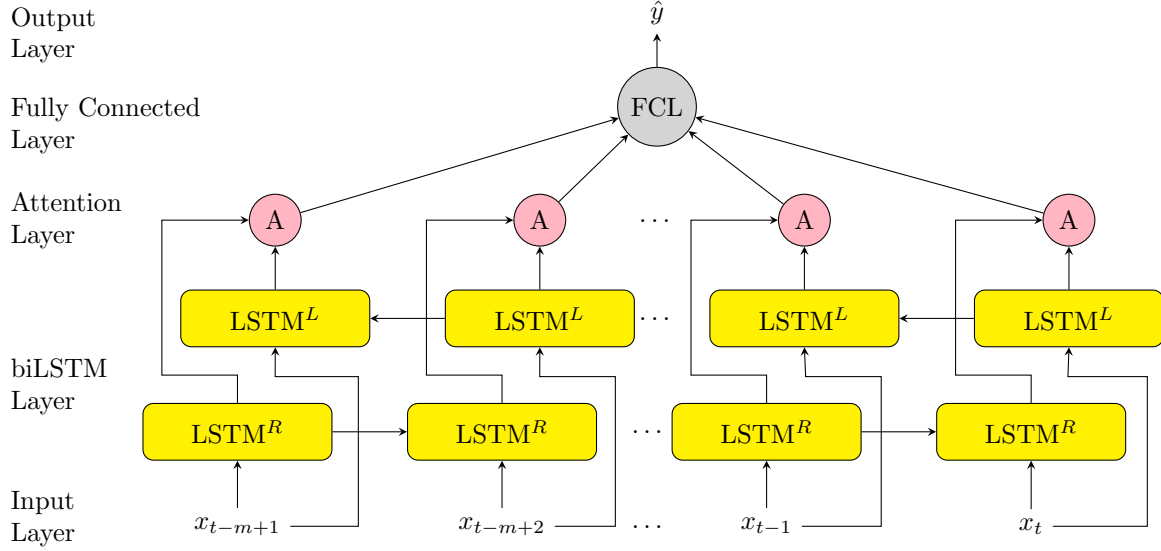 Output
Layer
ŷ
Fully Connected
Layer
FCL
Attention
Layer
A A … A A
LSTM^L LSTM^L … LSTM^L LSTM^L
biLSTM
Layer
LSTM^R LSTM^R … LSTM^R LSTM^R
Input
Layer
x_{t−m+1} x_{t−m+2} … x_{t−1} x_t